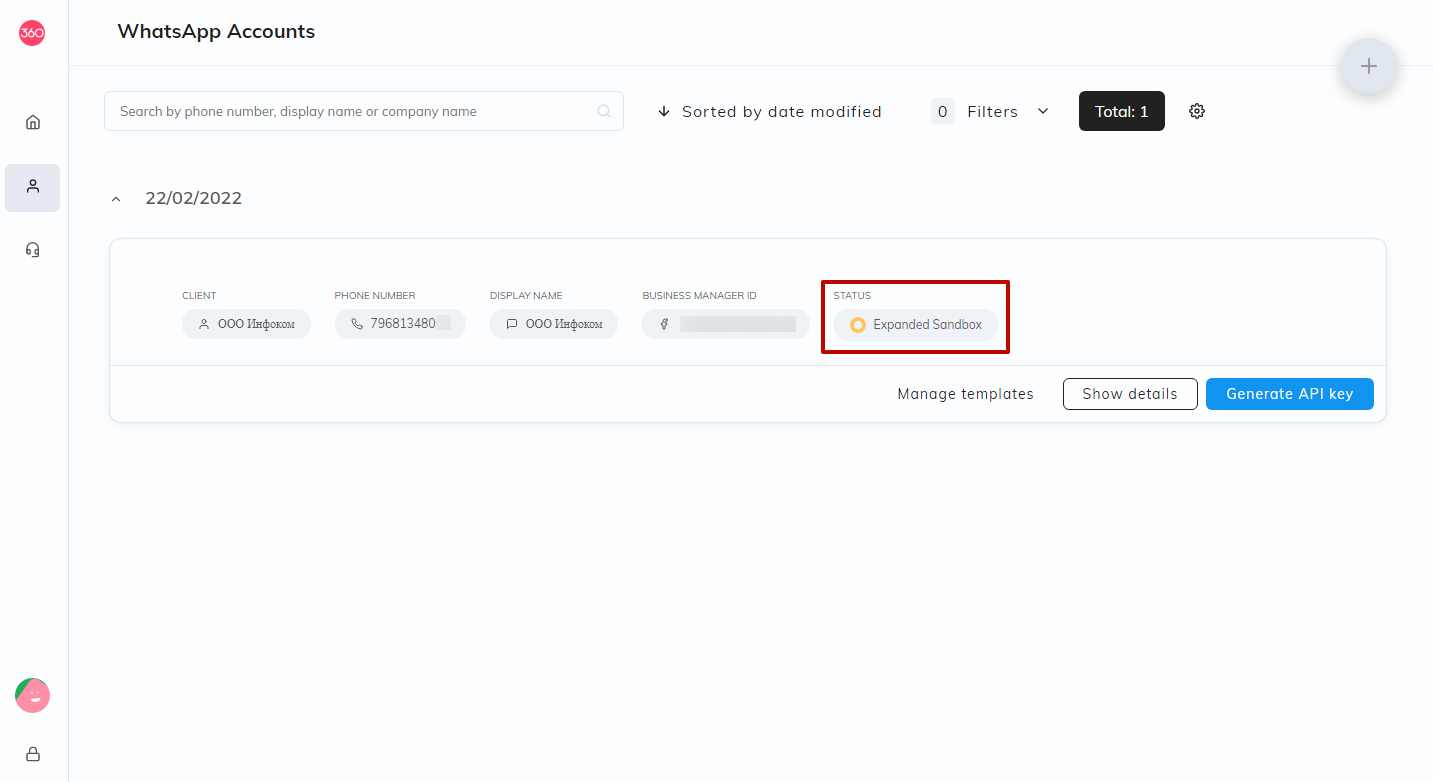 360
WhatsApp Accounts
Search by phone number, display name or company name
Sorted by date modified
0 Filters
Total: 1
22/02/2022
CLIENT PHONE NUMBER DISPLAY NAME BUSINESS MANAGER ID STATUS
ООО Инфоком 796813480 ООО Инфоком Expanded Sandbox
Manage templates Show details Generate API key